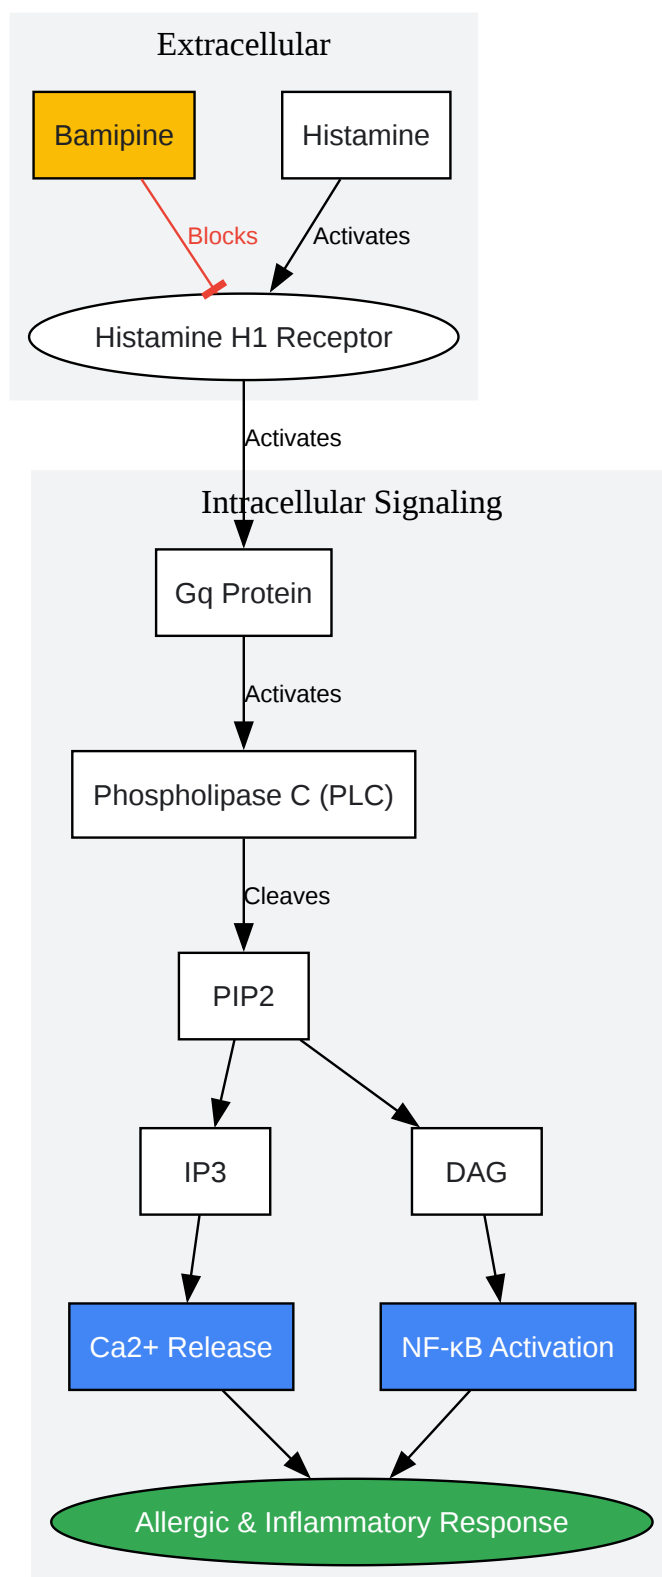 Extracellular
Bamipine
Histamine
Blocks
Activates
Histamine H1 Receptor
Activates
Intracellular Signaling
Gq Protein
Activates
Phospholipase C (PLC)
Cleaves
PIP2
IP3
DAG
Ca2+ Release
NF-κB Activation
Allergic & Inflammatory Response